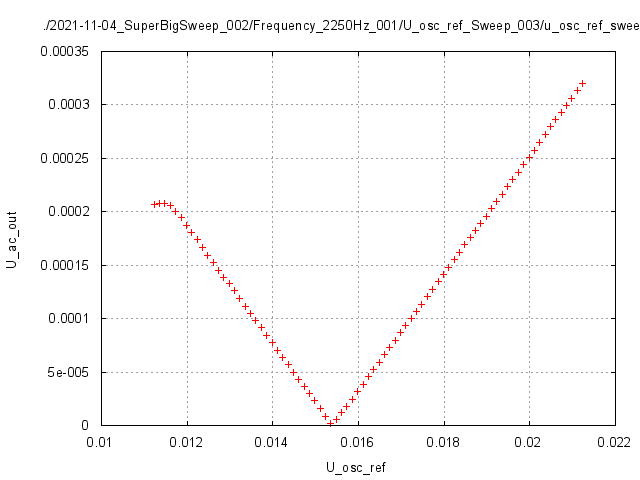 ./2021-11-04_SuperBigSweep_002/Frequency_2250Hz_001/U_osc_ref_Sweep_003/u_osc_ref_swee
0.00035
0.0003
0.00025
0.0002
0.00015
0.0001
5e-005
0
U_ac_out
0.01 0.012 0.014 0.016 0.018 0.02 0.022
U_osc_ref